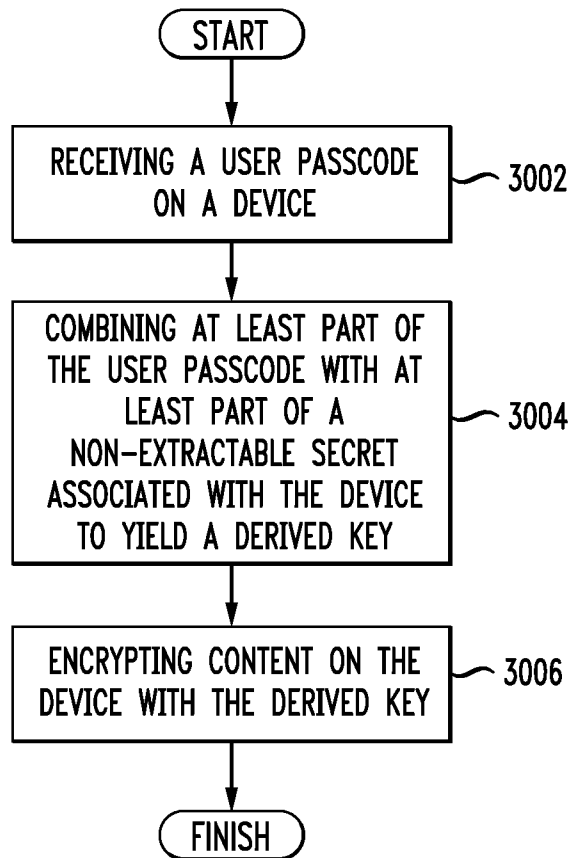 START
RECEIVING A USER PASSCODE
ON A DEVICE
3002
COMBINING AT LEAST PART OF
THE USER PASSCODE WITH AT
LEAST PART OF A
NON-EXTRACTABLE SECRET
ASSOCIATED WITH THE DEVICE
TO YIELD A DERIVED KEY
3004
ENCRYPTING CONTENT ON THE
DEVICE WITH THE DERIVED KEY
3006
FINISH